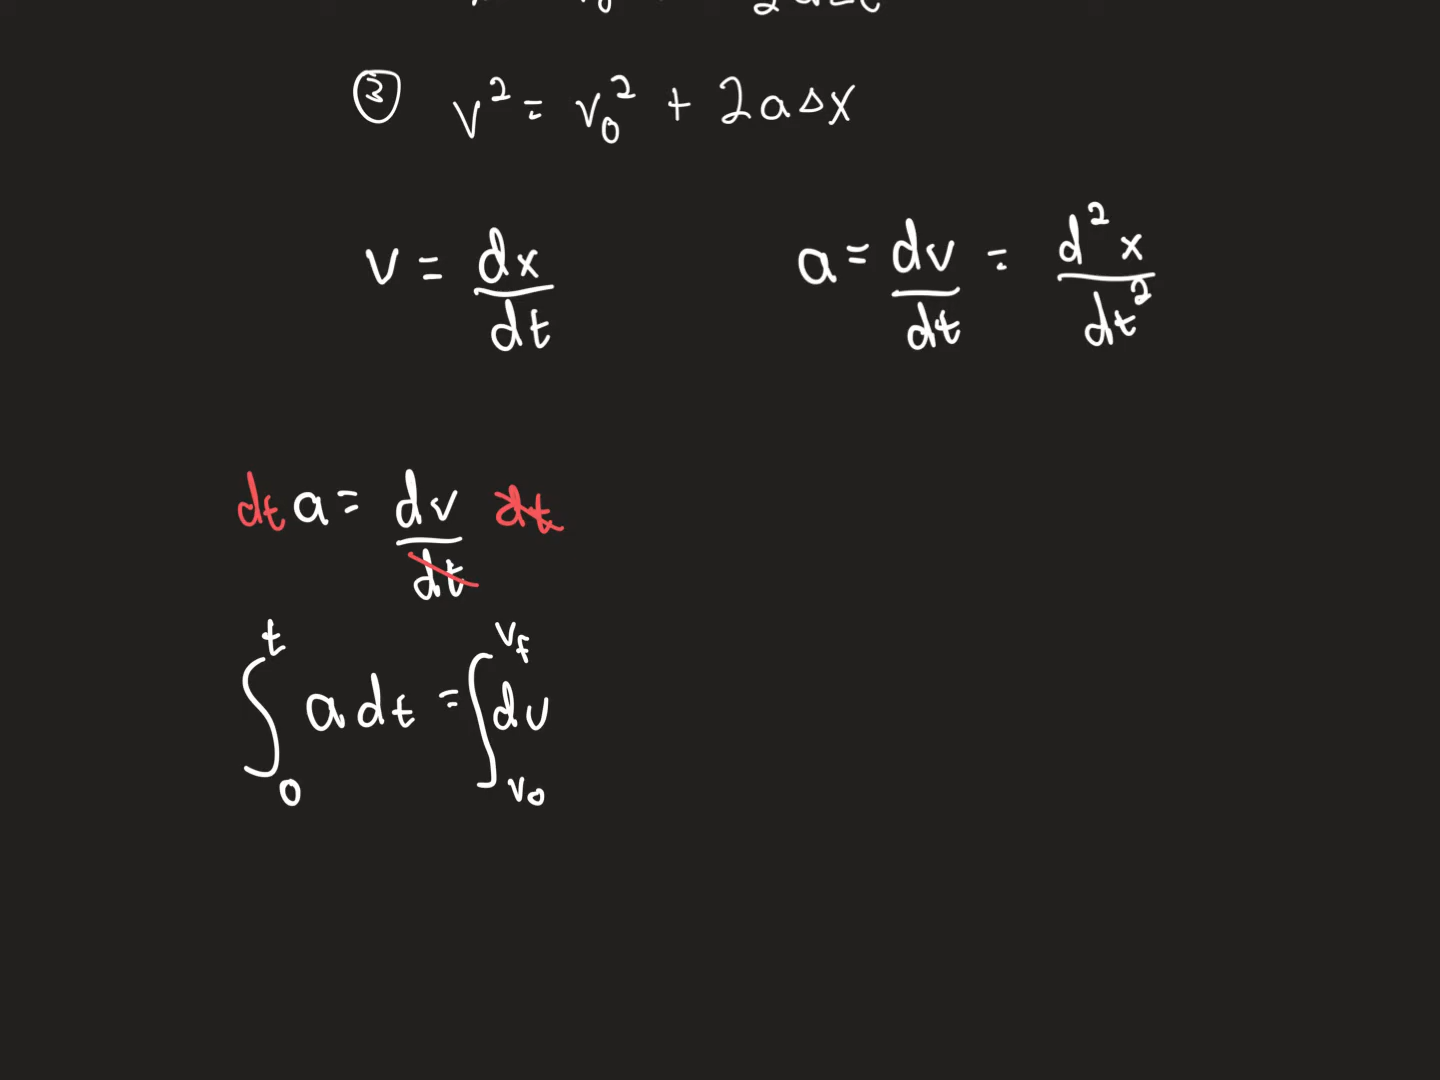 ③ v² = v₀² + 2aΔx
v = dx/dt a = dv/dt = d²x/dt²
dt a = dv/dt dt
∫₀ᵗ a dt = ∫_{v₀}^{v_f} dv